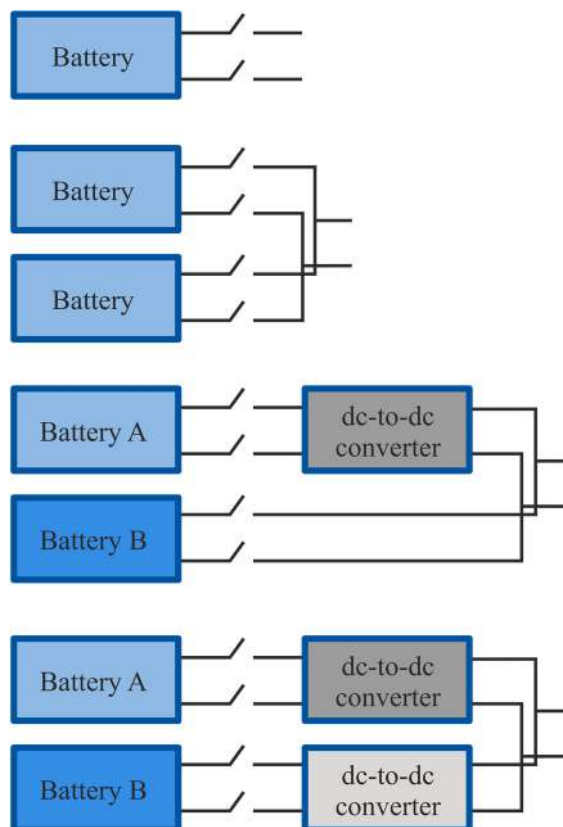 Battery
Battery
Battery
Battery A
dc-to-dc
converter
Battery B
Battery A
dc-to-dc
converter
Battery B
dc-to-dc
converter